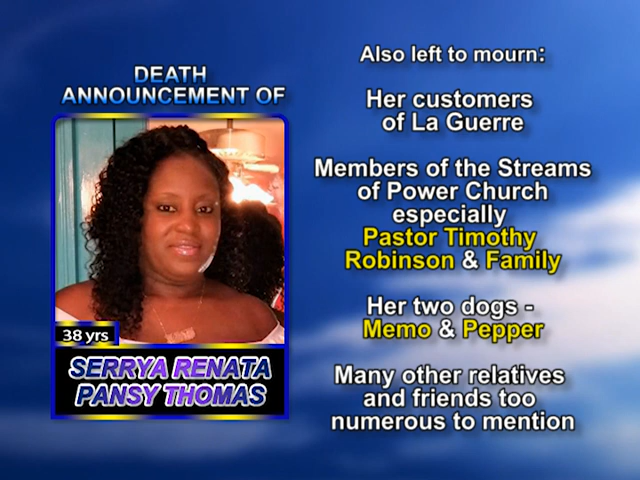 DEATH
ANNOUNCEMENT OF
38 yrs
SERRYA RENATA
PANSY THOMAS
Also left to mourn:
Her customers
of La Guerre
Members of the Streams
of Power Church
especially
Pastor Timothy
Robinson & Family
Her two dogs -
Memo & Pepper
Many other relatives
and friends too
numerous to mention